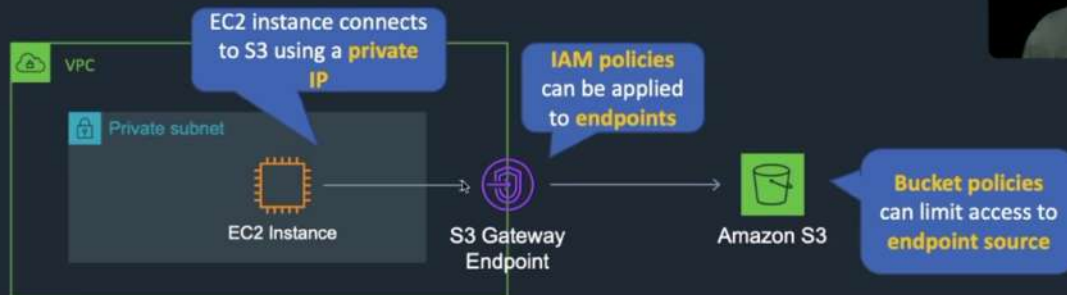 EC2 instance connects
to S3 using a private
IP
VPC
IAM policies
can be applied
to endpoints
Private subnet
EC2 Instance
S3 Gateway
Endpoint
Amazon S3
Bucket policies
can limit access to
endpoint source